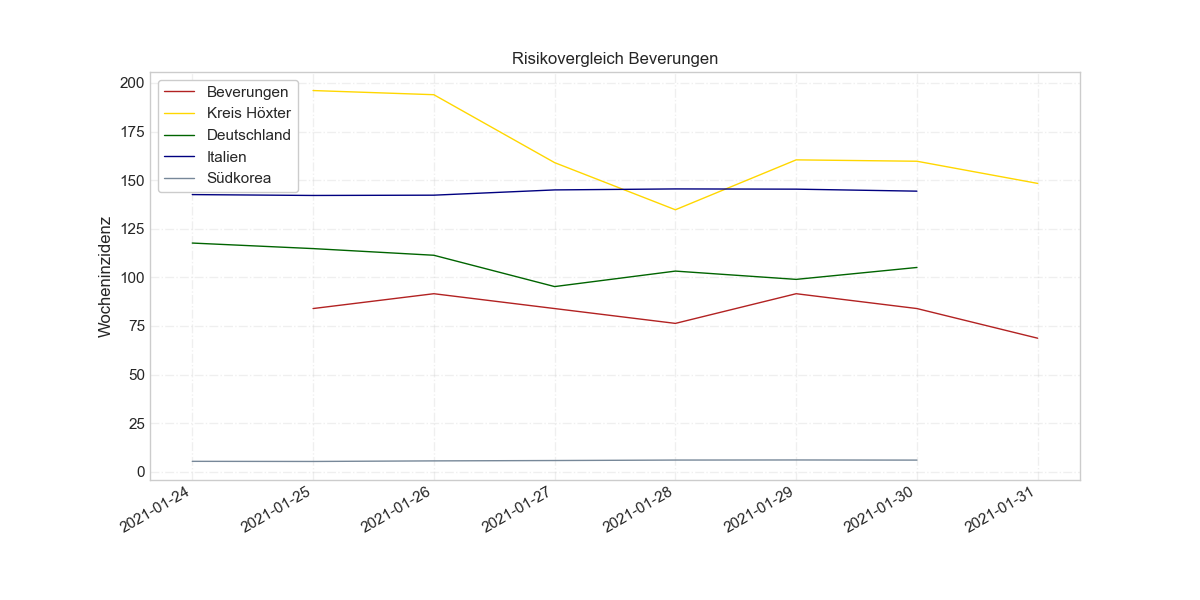 Risikovergleich Beverungen
Beverungen
Kreis Höxter
Deutschland
Italien
Südkorea
Wocheninzidenz
200
175
150
125
100
75
50
25
0
2021-01-24
2021-01-25
2021-01-26
2021-01-27
2021-01-28
2021-01-29
2021-01-30
2021-01-31